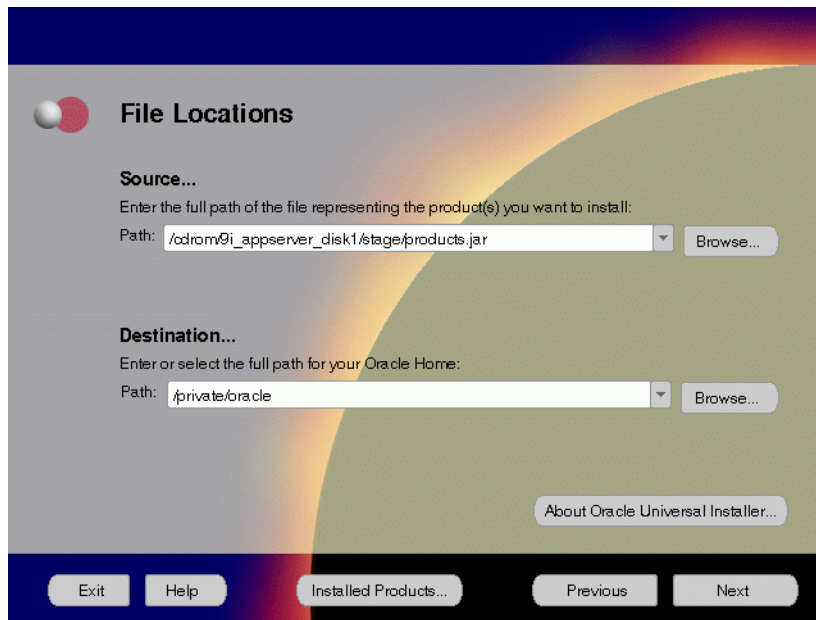 File Locations
Source...
Enter the full path of the file representing the product(s) you want to install:
Path: /cdrom/9i_appserver_disk1/stage/products.jar Browse...
Destination...
Enter or select the full path for your Oracle Home:
Path: /private/oracle Browse...
About Oracle Universal Installer...
Exit Help Installed Products... Previous Next